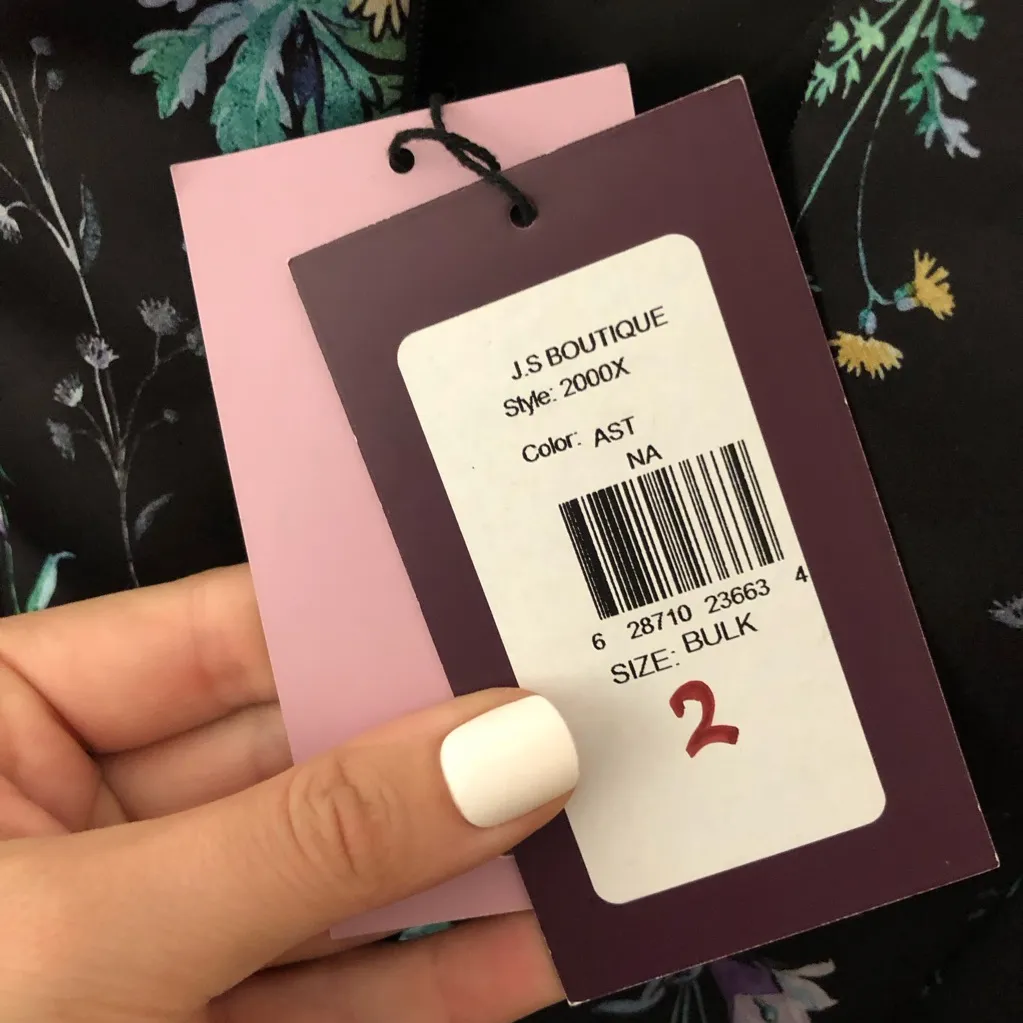 J.S BOUTIQUE
Style: 2000X
Color: AST
NA
6 28710 23663 4
SIZE: BULK
2